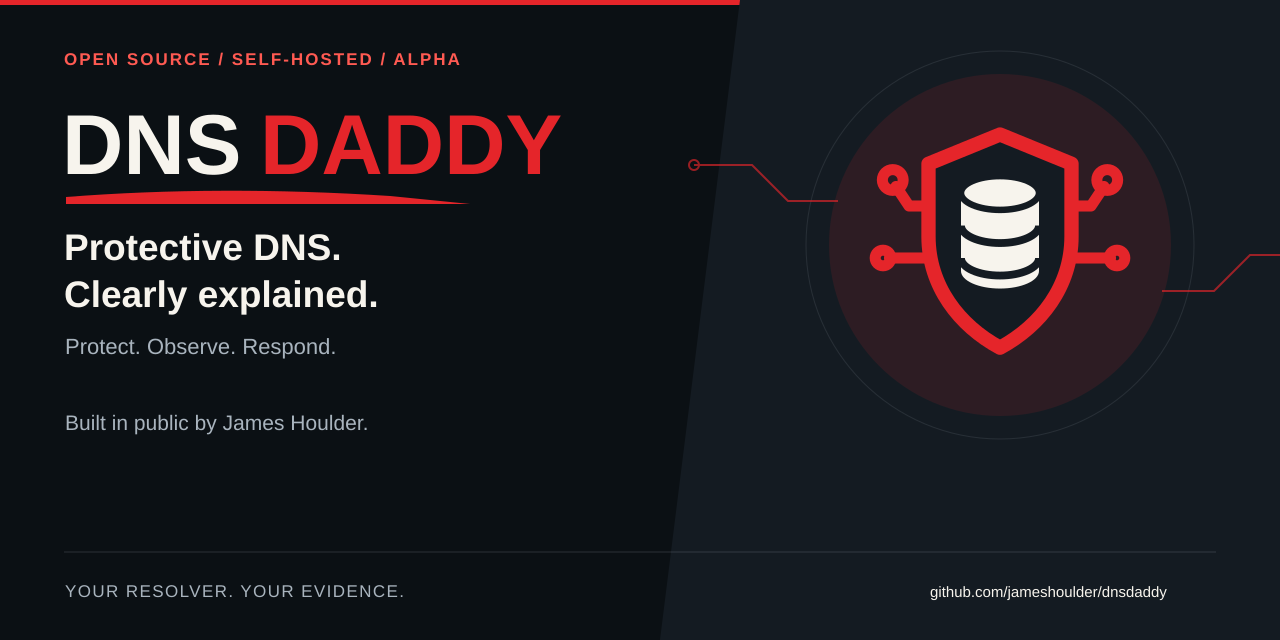 OPEN SOURCE / SELF-HOSTED / ALPHA
DNS DADDY
Protective DNS.
Clearly explained.
Protect. Observe. Respond.
Built in public by James Houlder.
YOUR RESOLVER. YOUR EVIDENCE.
github.com/jameshoulder/dnsdaddy